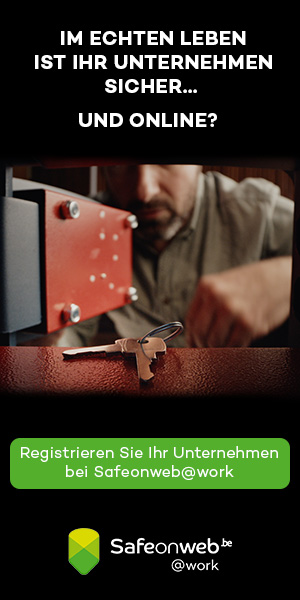 IM ECHTEN LEBEN
IST IHR UNTERNEHMEN
SICHER...
UND ONLINE?
Registrieren Sie Ihr Unternehmen
bei Safeonweb@work
Safeonweb.be
@work